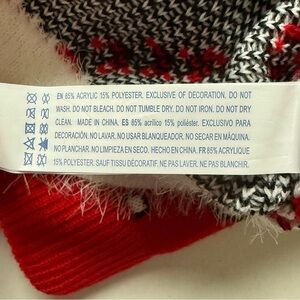 EN 85% ACRYLIC 15% POLYESTER. EXCLUSIVE OF DECORATION. DO NOT
WASH. DO NOT BLEACH. DO NOT TUMBLE DRY. DO NOT IRON. DO NOT DRY
CLEAN. MADE IN CHINA. ES 85% acrílico 15% poliéster. EXCLUSIVO PARA
DECORACIÓN. NO LAVAR. NO USAR BLANQUEADOR. NO SECAR EN MÁQUINA.
NO PLANCHAR. NO LIMPIEZA EN SECO. HECHO EN CHINA. FR 85% ACRYLIQUE
15% POLYESTER. SAUF TISSU DÉCORATIF. NE PAS LAVER. NE PAS BLANCHIR.